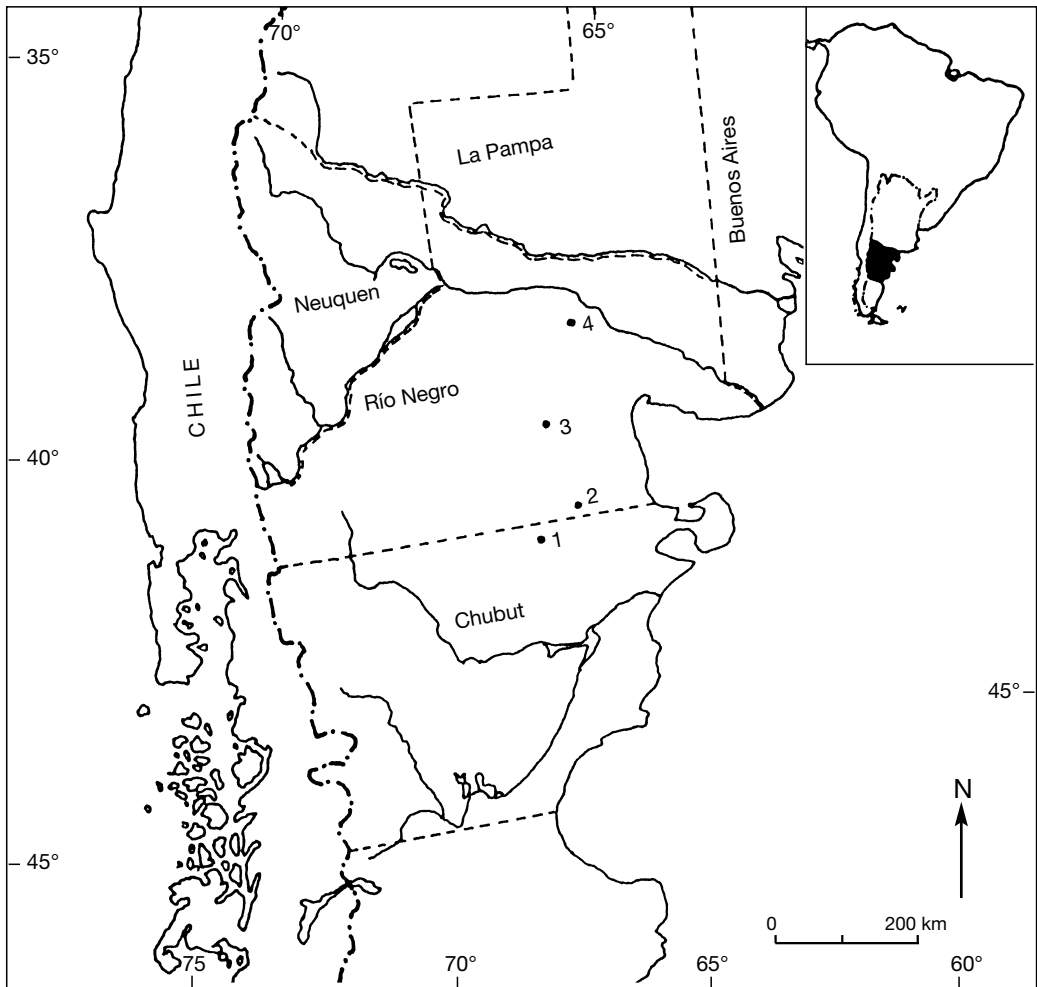 70°
65°
35°
La Pampa
Buenos Aires
Neuquen
4
CHILE
Río Negro
3
40°
2
1
Chubut
45°
N
45°
0
200 km
75
70°
65°
60°